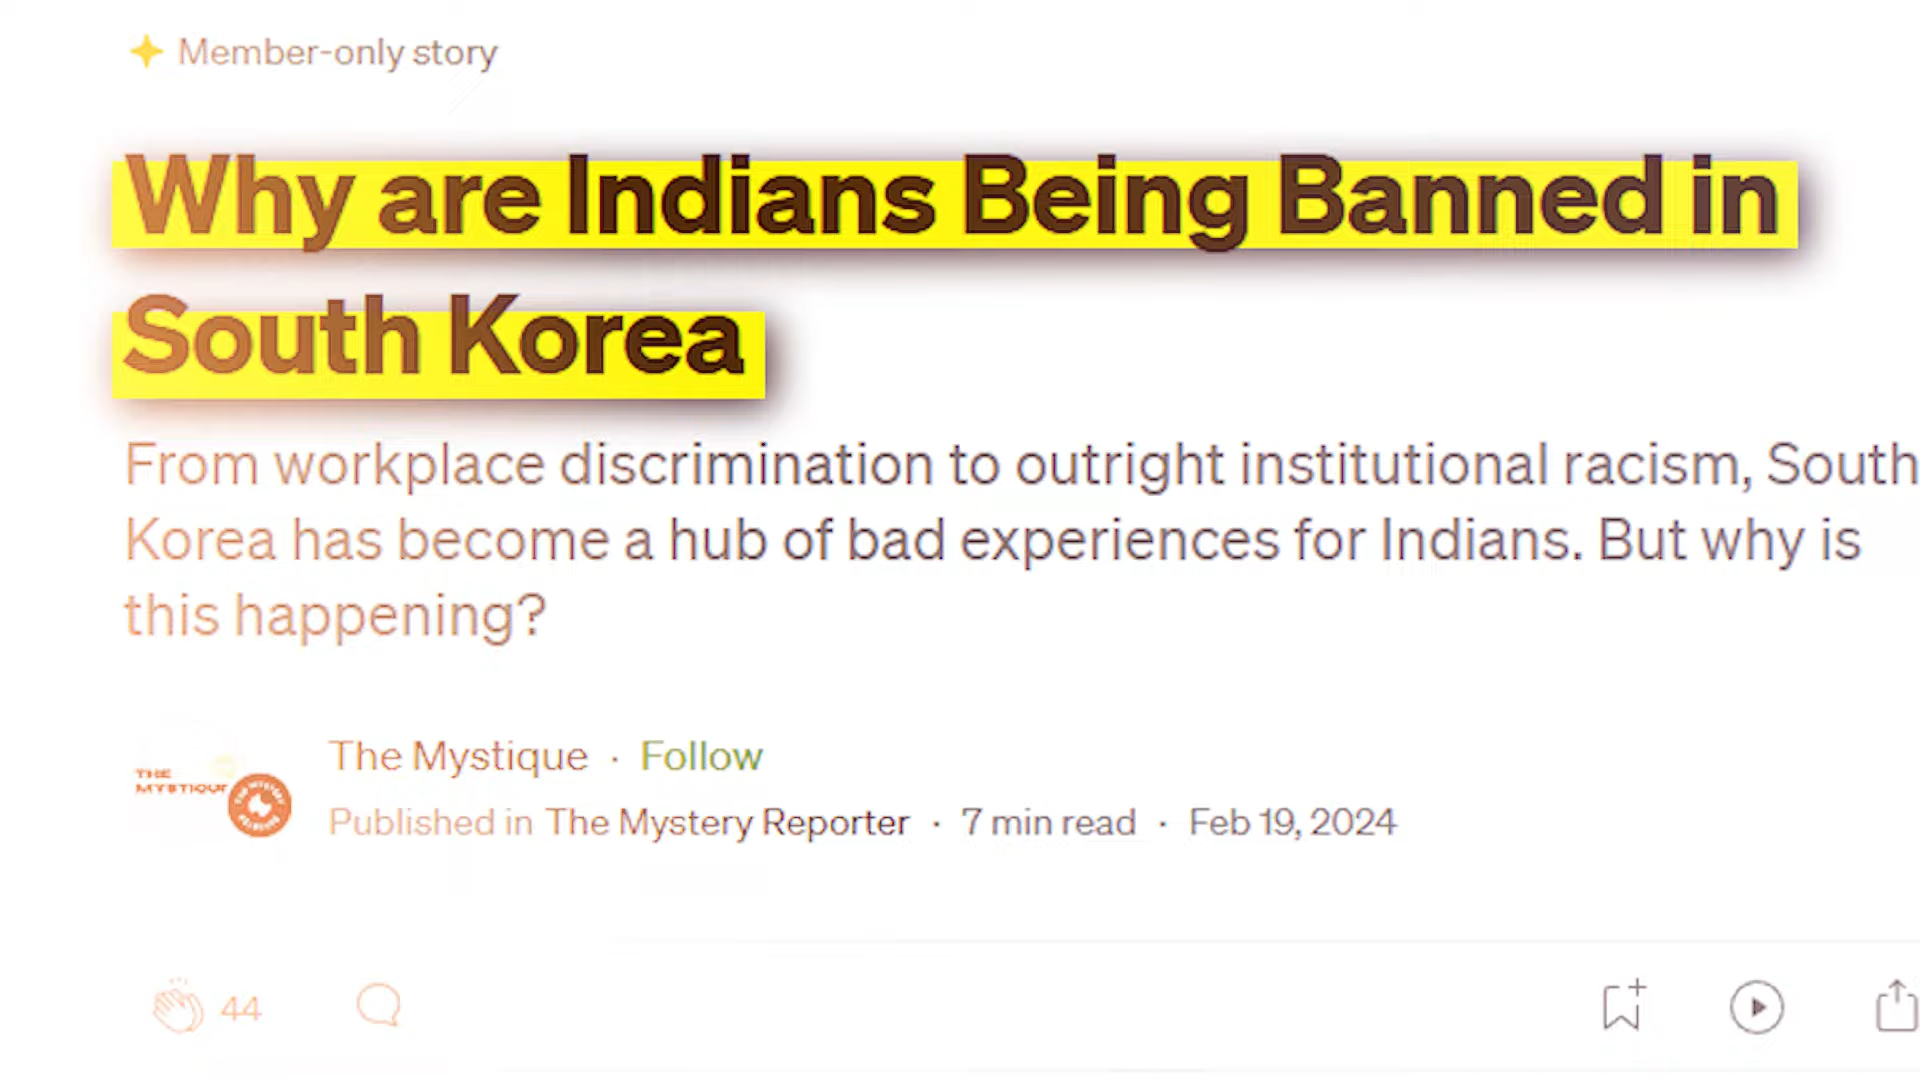 Member-only story
Why are Indians Being Banned in
South Korea
From workplace discrimination to outright institutional racism, South
Korea has become a hub of bad experiences for Indians. But why is
this happening?
THE
MYSTIQUE
The Mystique · Follow
Published in The Mystery Reporter · 7 min read · Feb 19, 2024
44